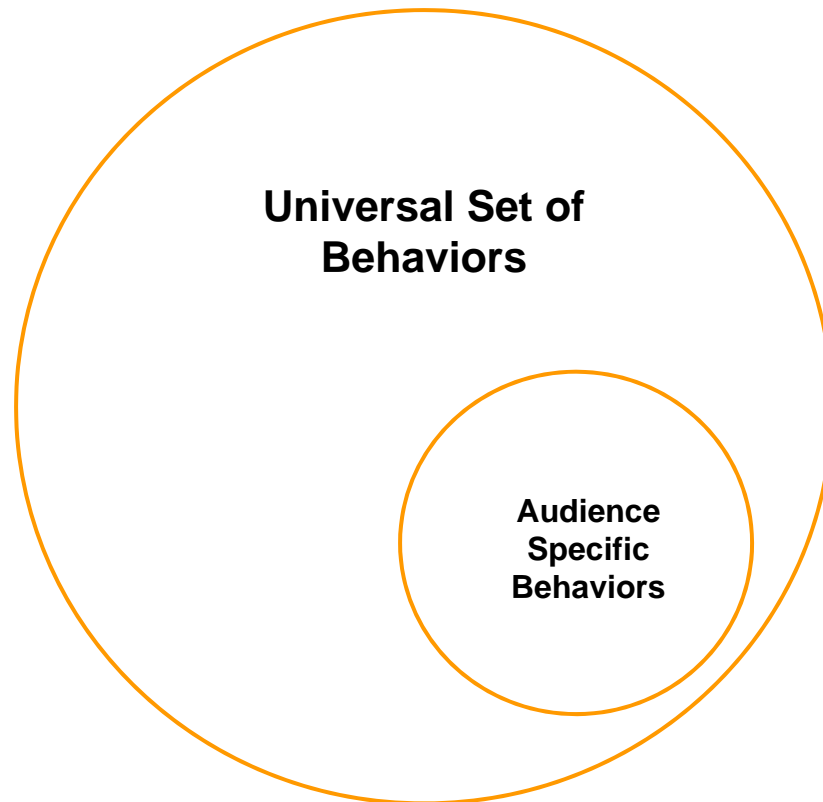 Universal Set of
Behaviors
Audience
Specific
Behaviors